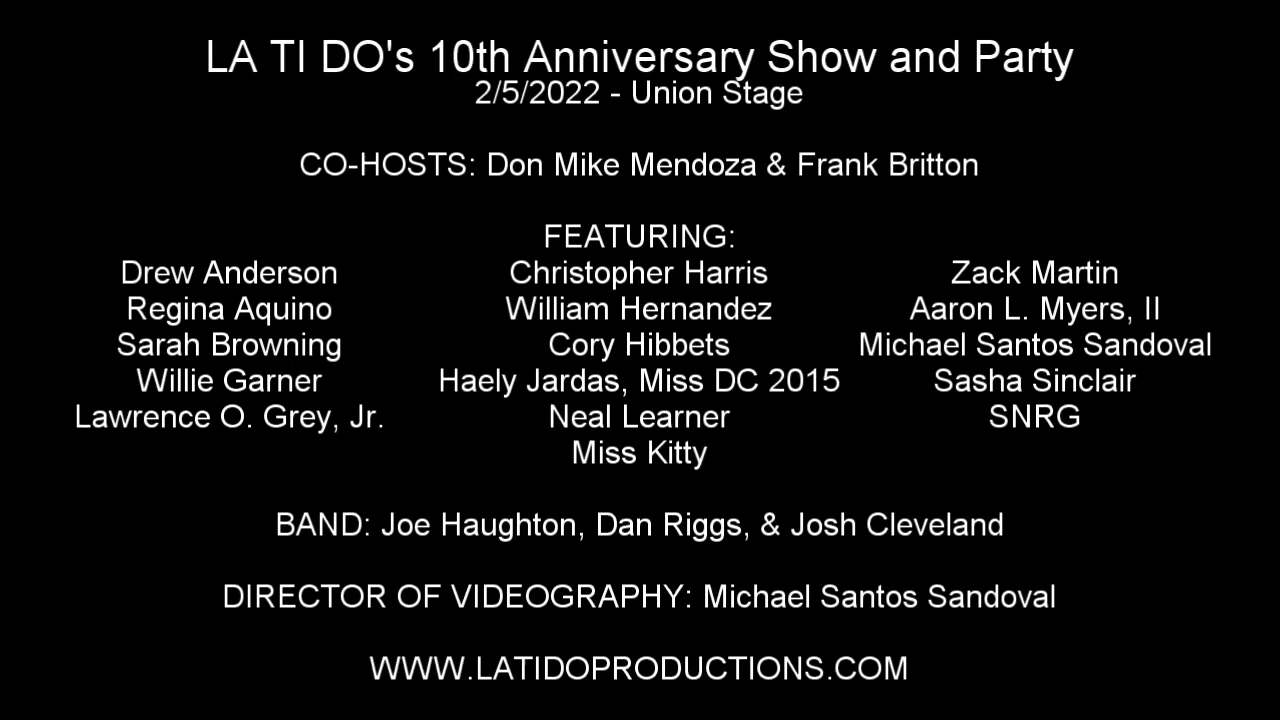 LA TI DO's 10th Anniversary Show and Party
2/5/2022 - Union Stage
CO-HOSTS: Don Mike Mendoza & Frank Britton
FEATURING:
Drew Anderson
Regina Aquino
Sarah Browning
Willie Garner
Lawrence O. Grey, Jr.
Christopher Harris
William Hernandez
Cory Hibbets
Haely Jardas, Miss DC 2015
Neal Learner
Miss Kitty
Zack Martin
Aaron L. Myers, II
Michael Santos Sandoval
Sasha Sinclair
SNRG
BAND: Joe Haughton, Dan Riggs, & Josh Cleveland
DIRECTOR OF VIDEOGRAPHY: Michael Santos Sandoval
WWW.LATIDOPRODUCTIONS.COM